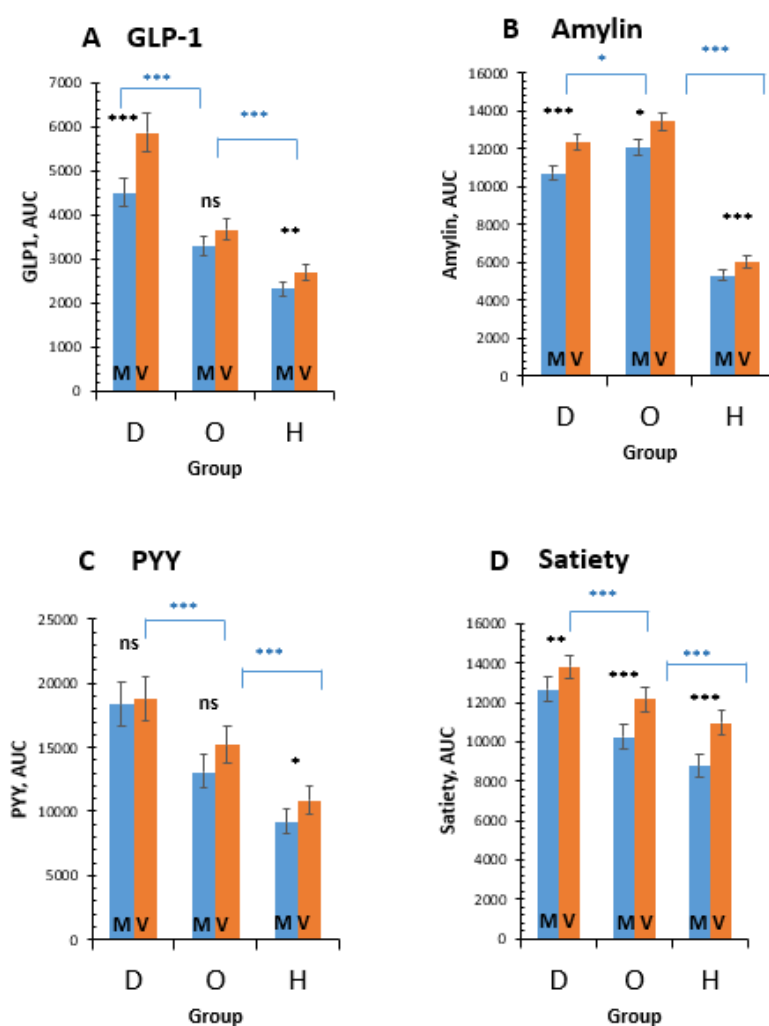 A GLP-1
***
7000
6000
5000
4000
3000
2000
1000
0
GLP1, AUC
***
***
ns
**
M V
M V
M V
D
O
H
Group
B Amylin
*
***
16000
14000
12000
10000
8000
6000
4000
2000
0
Amylin, AUC
***
*
***
M V
M V
M V
D
O
H
Group
C PYY
***
***
25000
20000
15000
10000
5000
0
PYY, AUC
ns
ns
*
M V
M V
M V
D
O
H
Group
D Satiety
***
***
16000
14000
12000
10000
8000
6000
4000
2000
0
Satiety, AUC
**
***
***
M V
M V
M V
D
O
H
Group